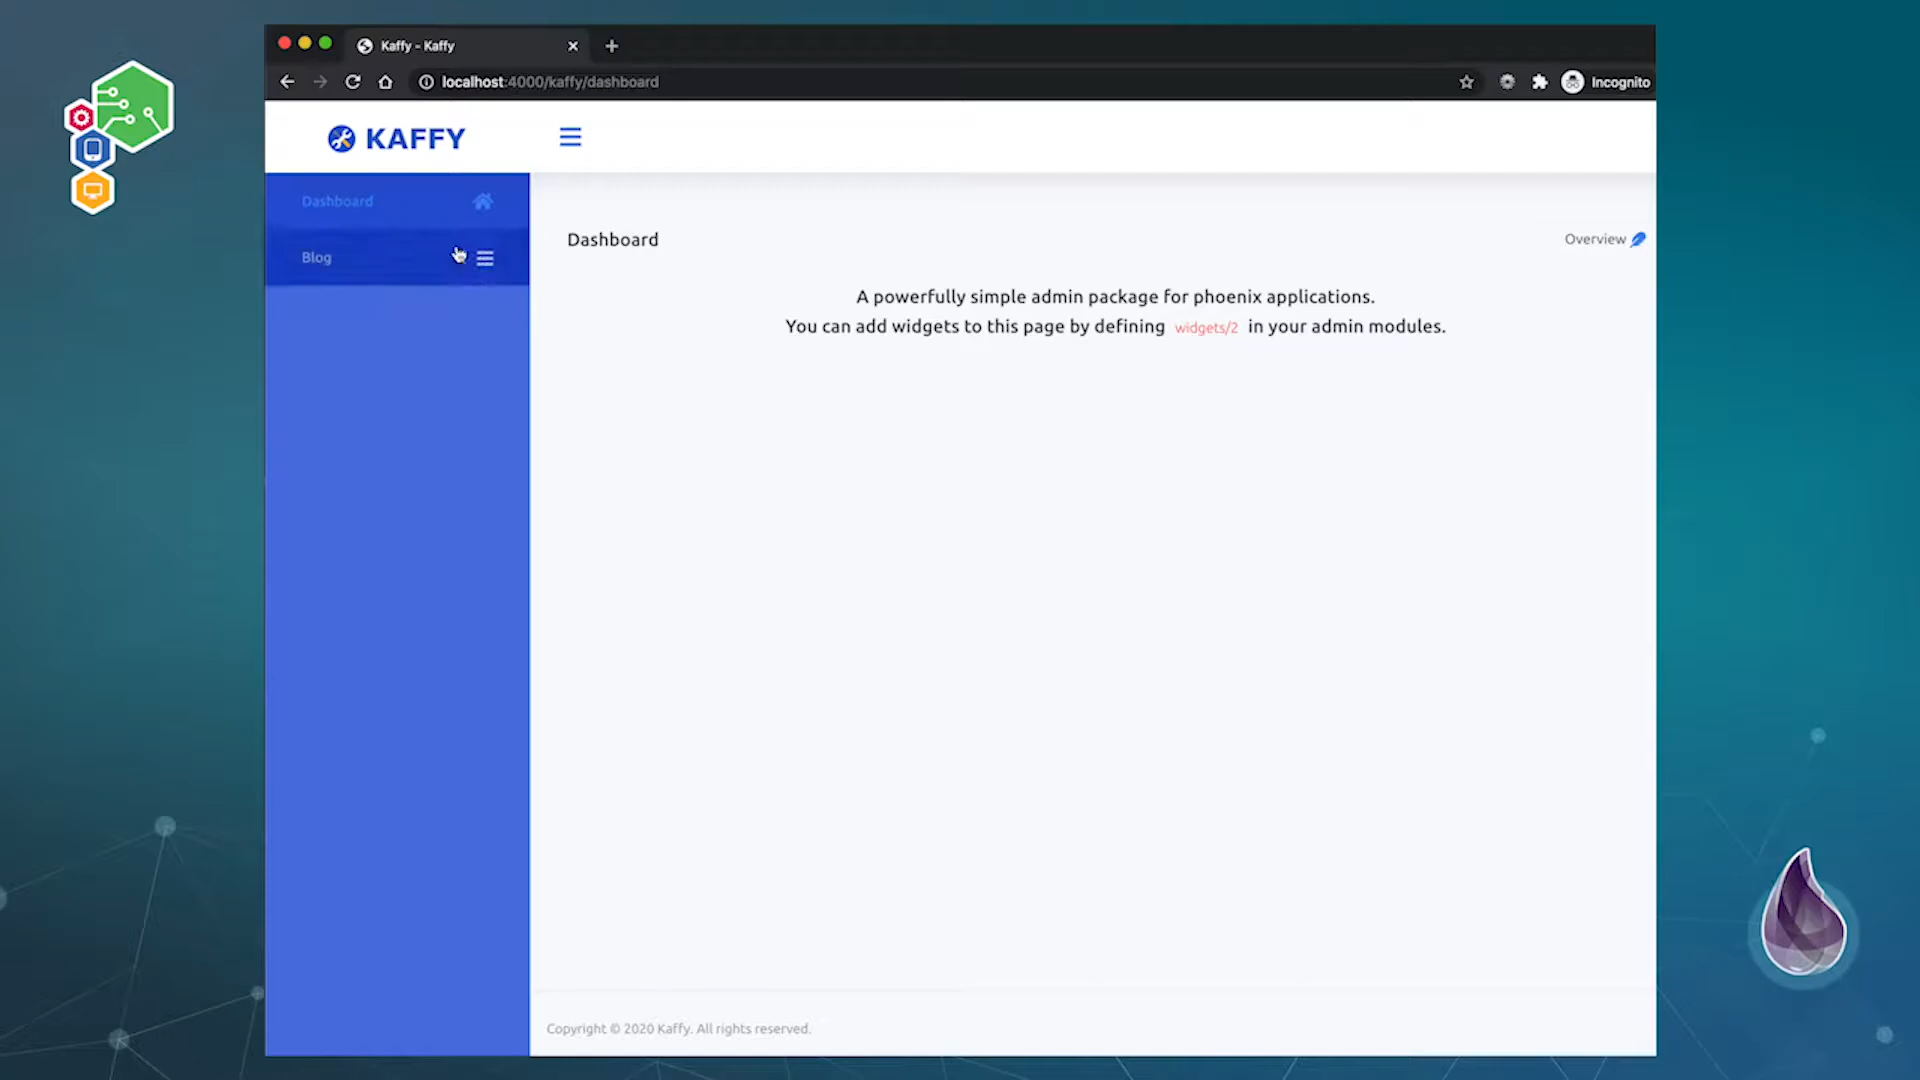 Kaffy - Kaffy
localhost:4000/kaffy/dashboard
Incognito
KAFFY
Dashboard
Blog
Dashboard
Overview
A powerfully simple admin package for phoenix applications.
You can add widgets to this page by defining widgets/2 in your admin modules.
Copyright © 2020 Kaffy. All rights reserved.